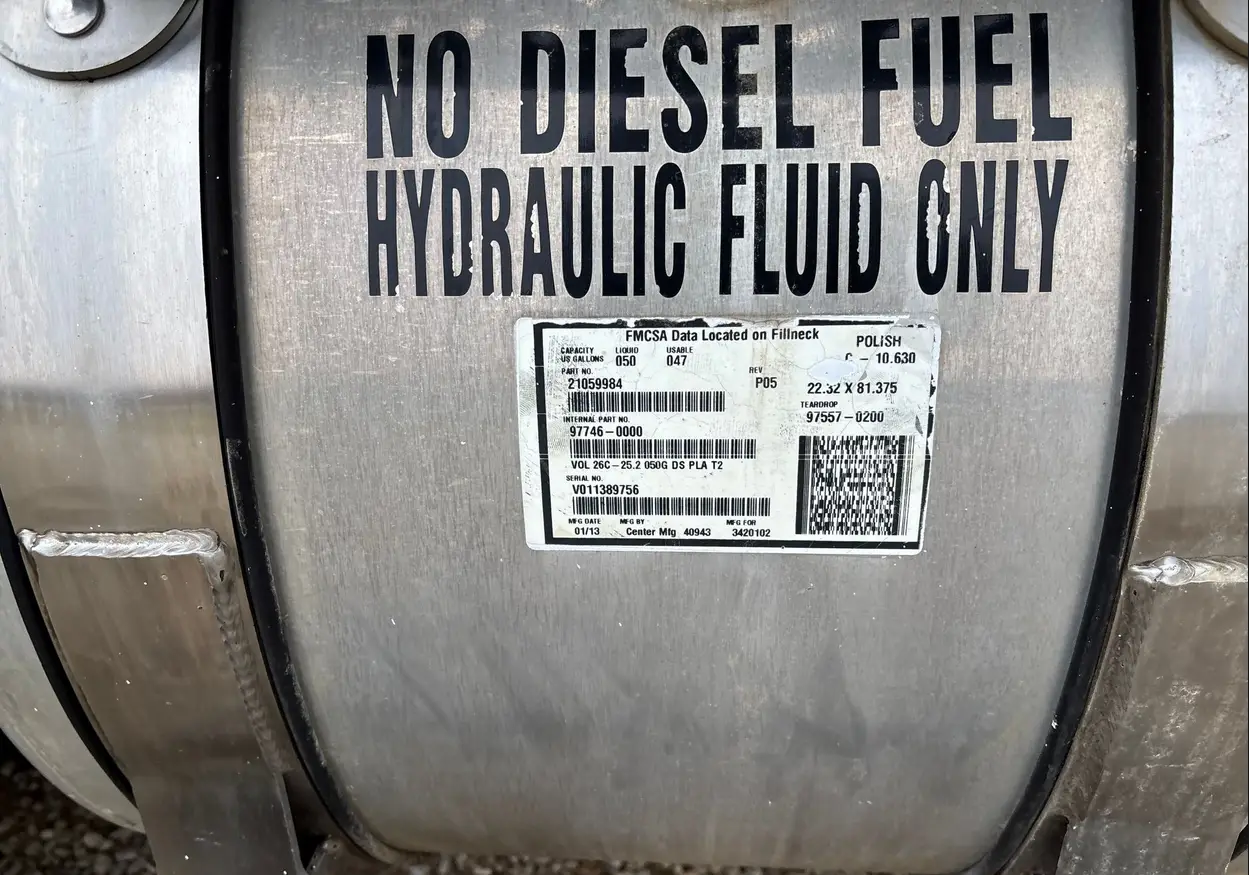 NO DIESEL FUEL
HYDRAULIC FLUID ONLY
FMCSA Data Located on Fillneck
POLISH
CAPACITY LIQUID USABLE
US GALLONS 050 047
C - 10.630
PART NO. REV
21059984 P05 22.32 X 81.375
TEARDROP
INTERNAL PART NO. 97557-0200
97746-0000
VOL 26C-25.2 050G DS PLA T2
SERIAL NO.
V011389756
MFG DATE MFG BY MFG FOR
01/13 Center Mfg 40943 3420102